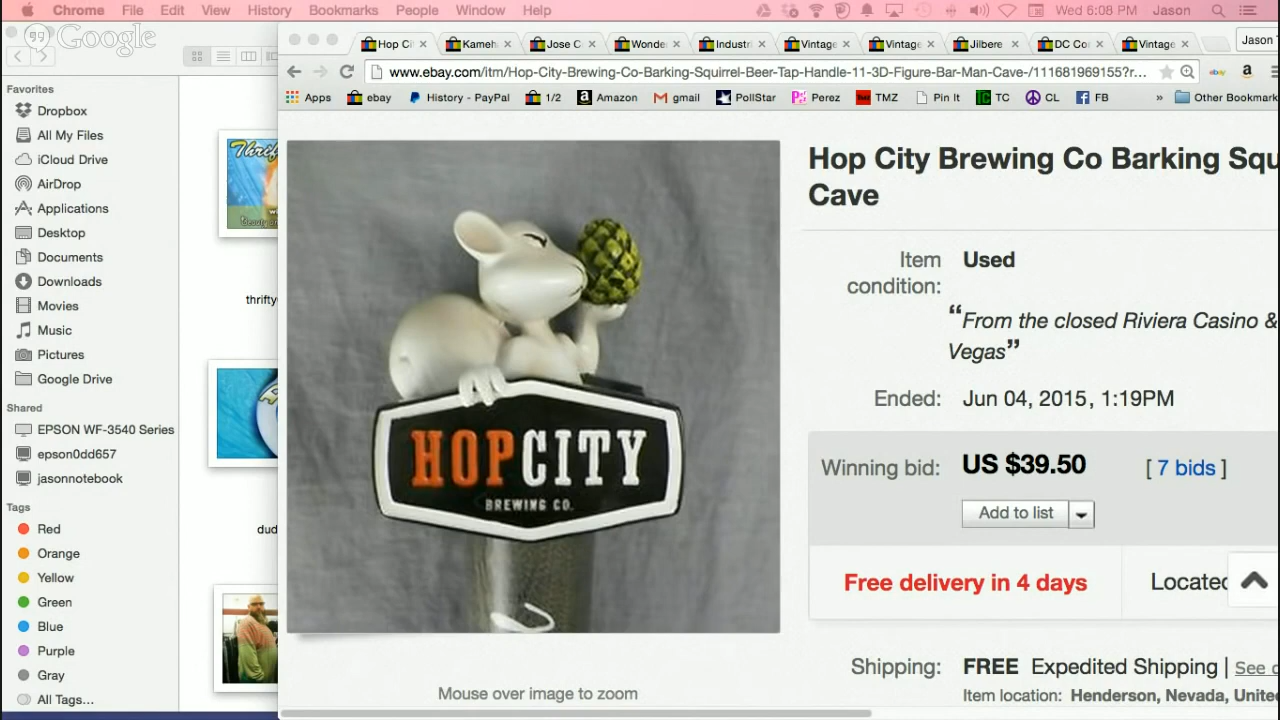 Chrome File Edit View History Bookmarks People Window Help Wed 6:08 PM Jason
Google
Hop Ci Kameh Jose C Wonde Industr Vintage Vintag Jilbere DC Co Vintage Jason
www.ebay.com/itm/Hop-City-Brewing-Co-Barking-Squirrel-Beer-Tap-Handle-11-3D-Figure-Bar-Man-Cave-/111681969155?r...
Apps ebay History - PayPal 1/2 Amazon gmail PollStar Perez TMZ Pin It TC CL FB » Other Bookmark
Favorites
Dropbox
All My Files
iCloud Drive
AirDrop
Applications
Desktop
Documents
Downloads
Movies
Music
Pictures
Google Drive
Shared
EPSON WF-3540 Series
epson0dd657
jasonnotebook
Tags
Red
Orange
Yellow
Green
Blue
Purple
Gray
All Tags...
Thrif
thrifty
dud
HOPCITY
BREWING CO.
Mouse over image to zoom
Hop City Brewing Co Barking Squ
Cave
Item condition: Used
“From the closed Riviera Casino &
Vegas”
Ended: Jun 04, 2015, 1:19PM
Winning bid: US $39.50 [ 7 bids ]
Add to list
Free delivery in 4 days Located
Shipping: FREE Expedited Shipping | See
Item location: Henderson, Nevada, Unite